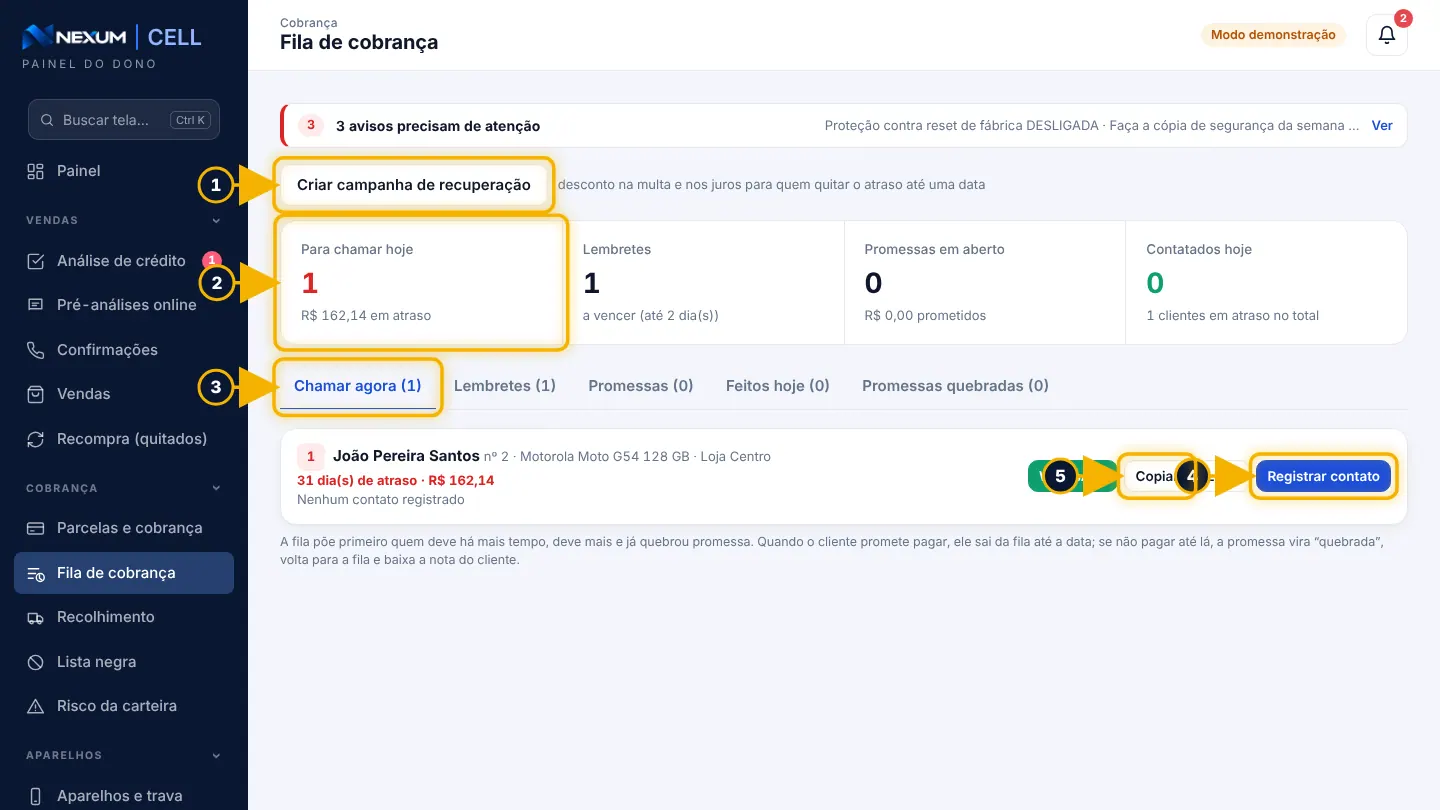 NEXUM | CELL
PAINEL DO DONO
Buscar tela... Ctrl K
Painel
VENDAS
Análise de crédito 1
Pré-análises online
Confirmações
Vendas
Recompra (quitados)
COBRANÇA
Parcelas e cobrança
Fila de cobrança
Recolhimento
Lista negra
Risco da carteira
APARELHOS
Aparelhos e trava
Cobrança
Fila de cobrança
Modo demonstração
2
3 3 avisos precisam de atenção
Proteção contra reset de fábrica DESLIGADA · Faça a cópia de segurança da semana ... Ver
1 Criar campanha de recuperação desconto na multa e nos juros para quem quitar o atraso até uma data
2
Para chamar hoje
1
R$ 162,14 em atraso
Lembretes
1
a vencer (até 2 dia(s))
Promessas em aberto
0
R$ 0,00 prometidos
Contatados hoje
0
1 clientes em atraso no total
3 Chamar agora (1) Lembretes (1) Promessas (0) Feitos hoje (0) Promessas quebradas (0)
1 João Pereira Santos nº 2 · Motorola Moto G54 128 GB · Loja Centro
31 dia(s) de atraso · R$ 162,14
Nenhum contato registrado
5 4 Registrar contato
A fila põe primeiro quem deve há mais tempo, deve mais e já quebrou promessa. Quando o cliente promete pagar, ele sai da fila até a data; se não pagar até lá, a promessa vira “quebrada”,
volta para a fila e baixa a nota do cliente.